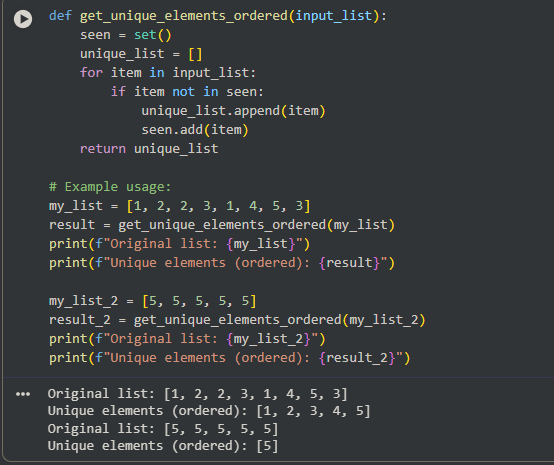 def get_unique_elements_ordered(input_list):
    seen = set()
    unique_list = []
    for item in input_list:
        if item not in seen:
            unique_list.append(item)
            seen.add(item)
    return unique_list

# Example usage:
my_list = [1, 2, 2, 3, 1, 4, 5, 3]
result = get_unique_elements_ordered(my_list)
print(f"Original list: {my_list}")
print(f"Unique elements (ordered): {result}")

my_list_2 = [5, 5, 5, 5, 5]
result_2 = get_unique_elements_ordered(my_list_2)
print(f"Original list: {my_list_2}")
print(f"Unique elements (ordered): {result_2}")

Original list: [1, 2, 2, 3, 1, 4, 5, 3]
Unique elements (ordered): [1, 2, 3, 4, 5]
Original list: [5, 5, 5, 5, 5]
Unique elements (ordered): [5]